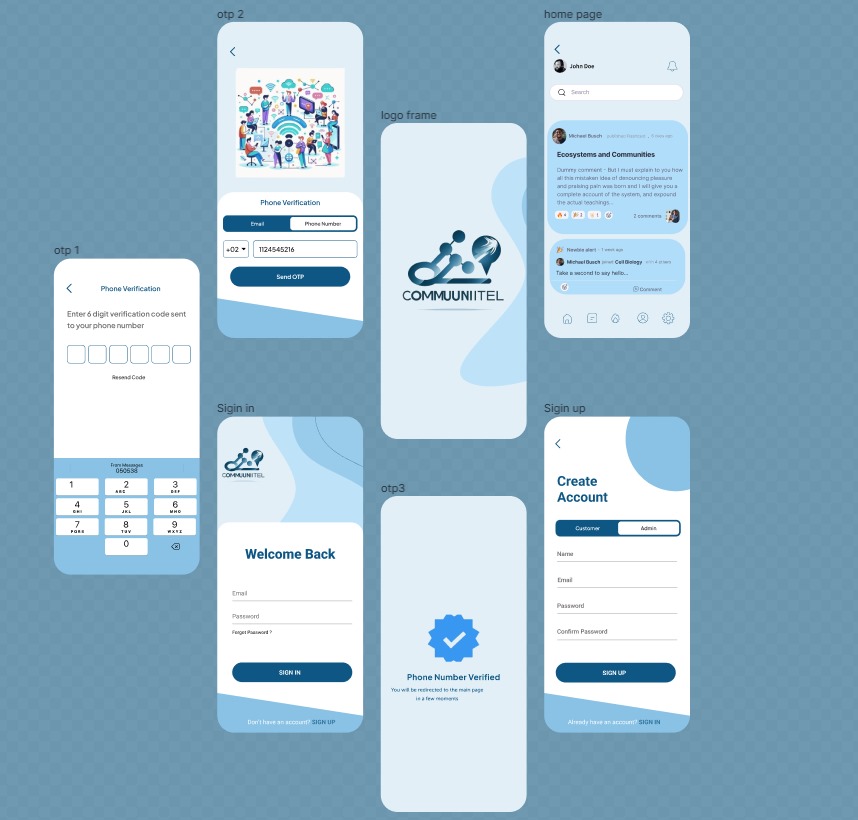 otp 2
Phone Verification
Email
Phone Number
+02
1124545216
Send OTP
home page
John Doe
Search
Michael Busch
5 mins ago
Ecosystems and Communities
Dummy comment - But I must explain to you how
all this mistaken idea of denouncing pleasure
and praising pain was born and I will give you a
complete account of the system, and expound
the actual teachings...
2 comments
Newbie alert · 1 week ago
Michael Busch joined Cell Biology
Take a second to say hello...
Comment
logo frame
COMMUUNIITEL
otp 1
Phone Verification
Enter 6 digit verification code sent
to your phone number
Resend Code
From Messages
050538
1
2
ABC
3
DEF
4
GHI
5
JKL
6
MNO
7
PQRS
8
TUV
9
WXYZ
0
Sigin in
COMMUUNIITEL
Welcome Back
Email
Password
Forgot Password ?
SIGN IN
Don't have an account? SIGN UP
otp3
Phone Number Verified
You will be redirected to the main page
in a few moments
Sign up
Create
Account
Customer
Admin
Name
Email
Password
Confirm Password
SIGN UP
Already have an account? SIGN IN